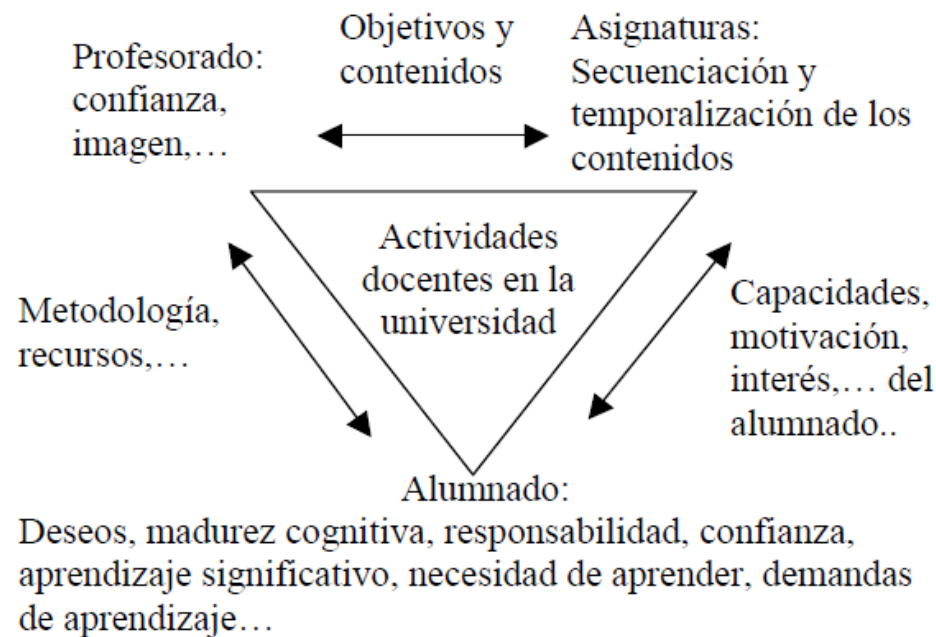 Profesorado:
confianza,
imagen,…
Objetivos y
contenidos
Asignaturas:
Secuenciación y
temporalización de los
contenidos
Actividades
docentes en la
universidad
Metodología,
recursos,…
Capacidades,
motivación,
interés,… del
alumnado..
Alumnado:
Deseos, madurez cognitiva, responsabilidad, confianza,
aprendizaje significativo, necesidad de aprender, demandas
de aprendizaje…